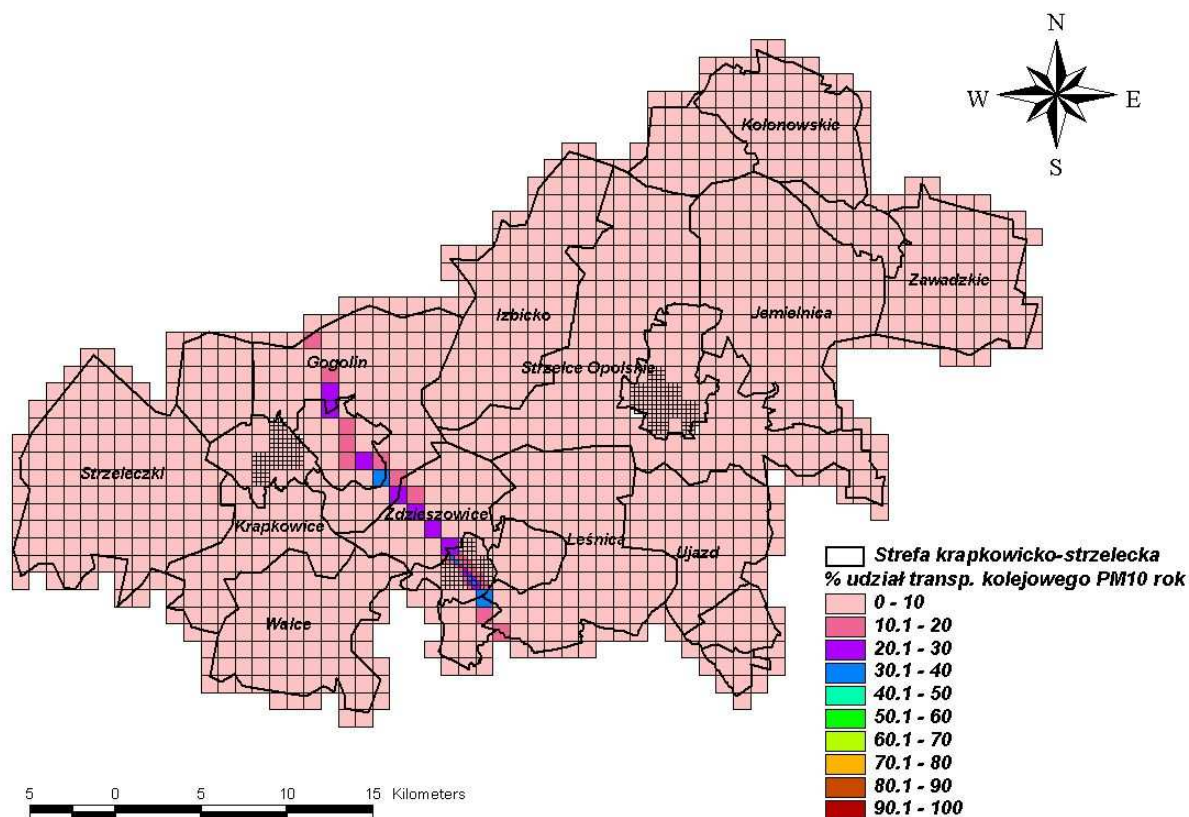 N
W E
S
Kolonowskie
Zawadzkie
Izbicko
Jemielnica
Gogolin
Strzelce Opolskie
Strzeleczki
Krapkowice
Zdzieszowice
Leśnica
Ujazd
Walce
Strefa krapkowicko-strzelecka
% udział transp. kolejowego PM10 rok
0 - 10
10.1 - 20
20.1 - 30
30.1 - 40
40.1 - 50
50.1 - 60
60.1 - 70
70.1 - 80
80.1 - 90
90.1 - 100
5 0 5 10 15 Kilometers